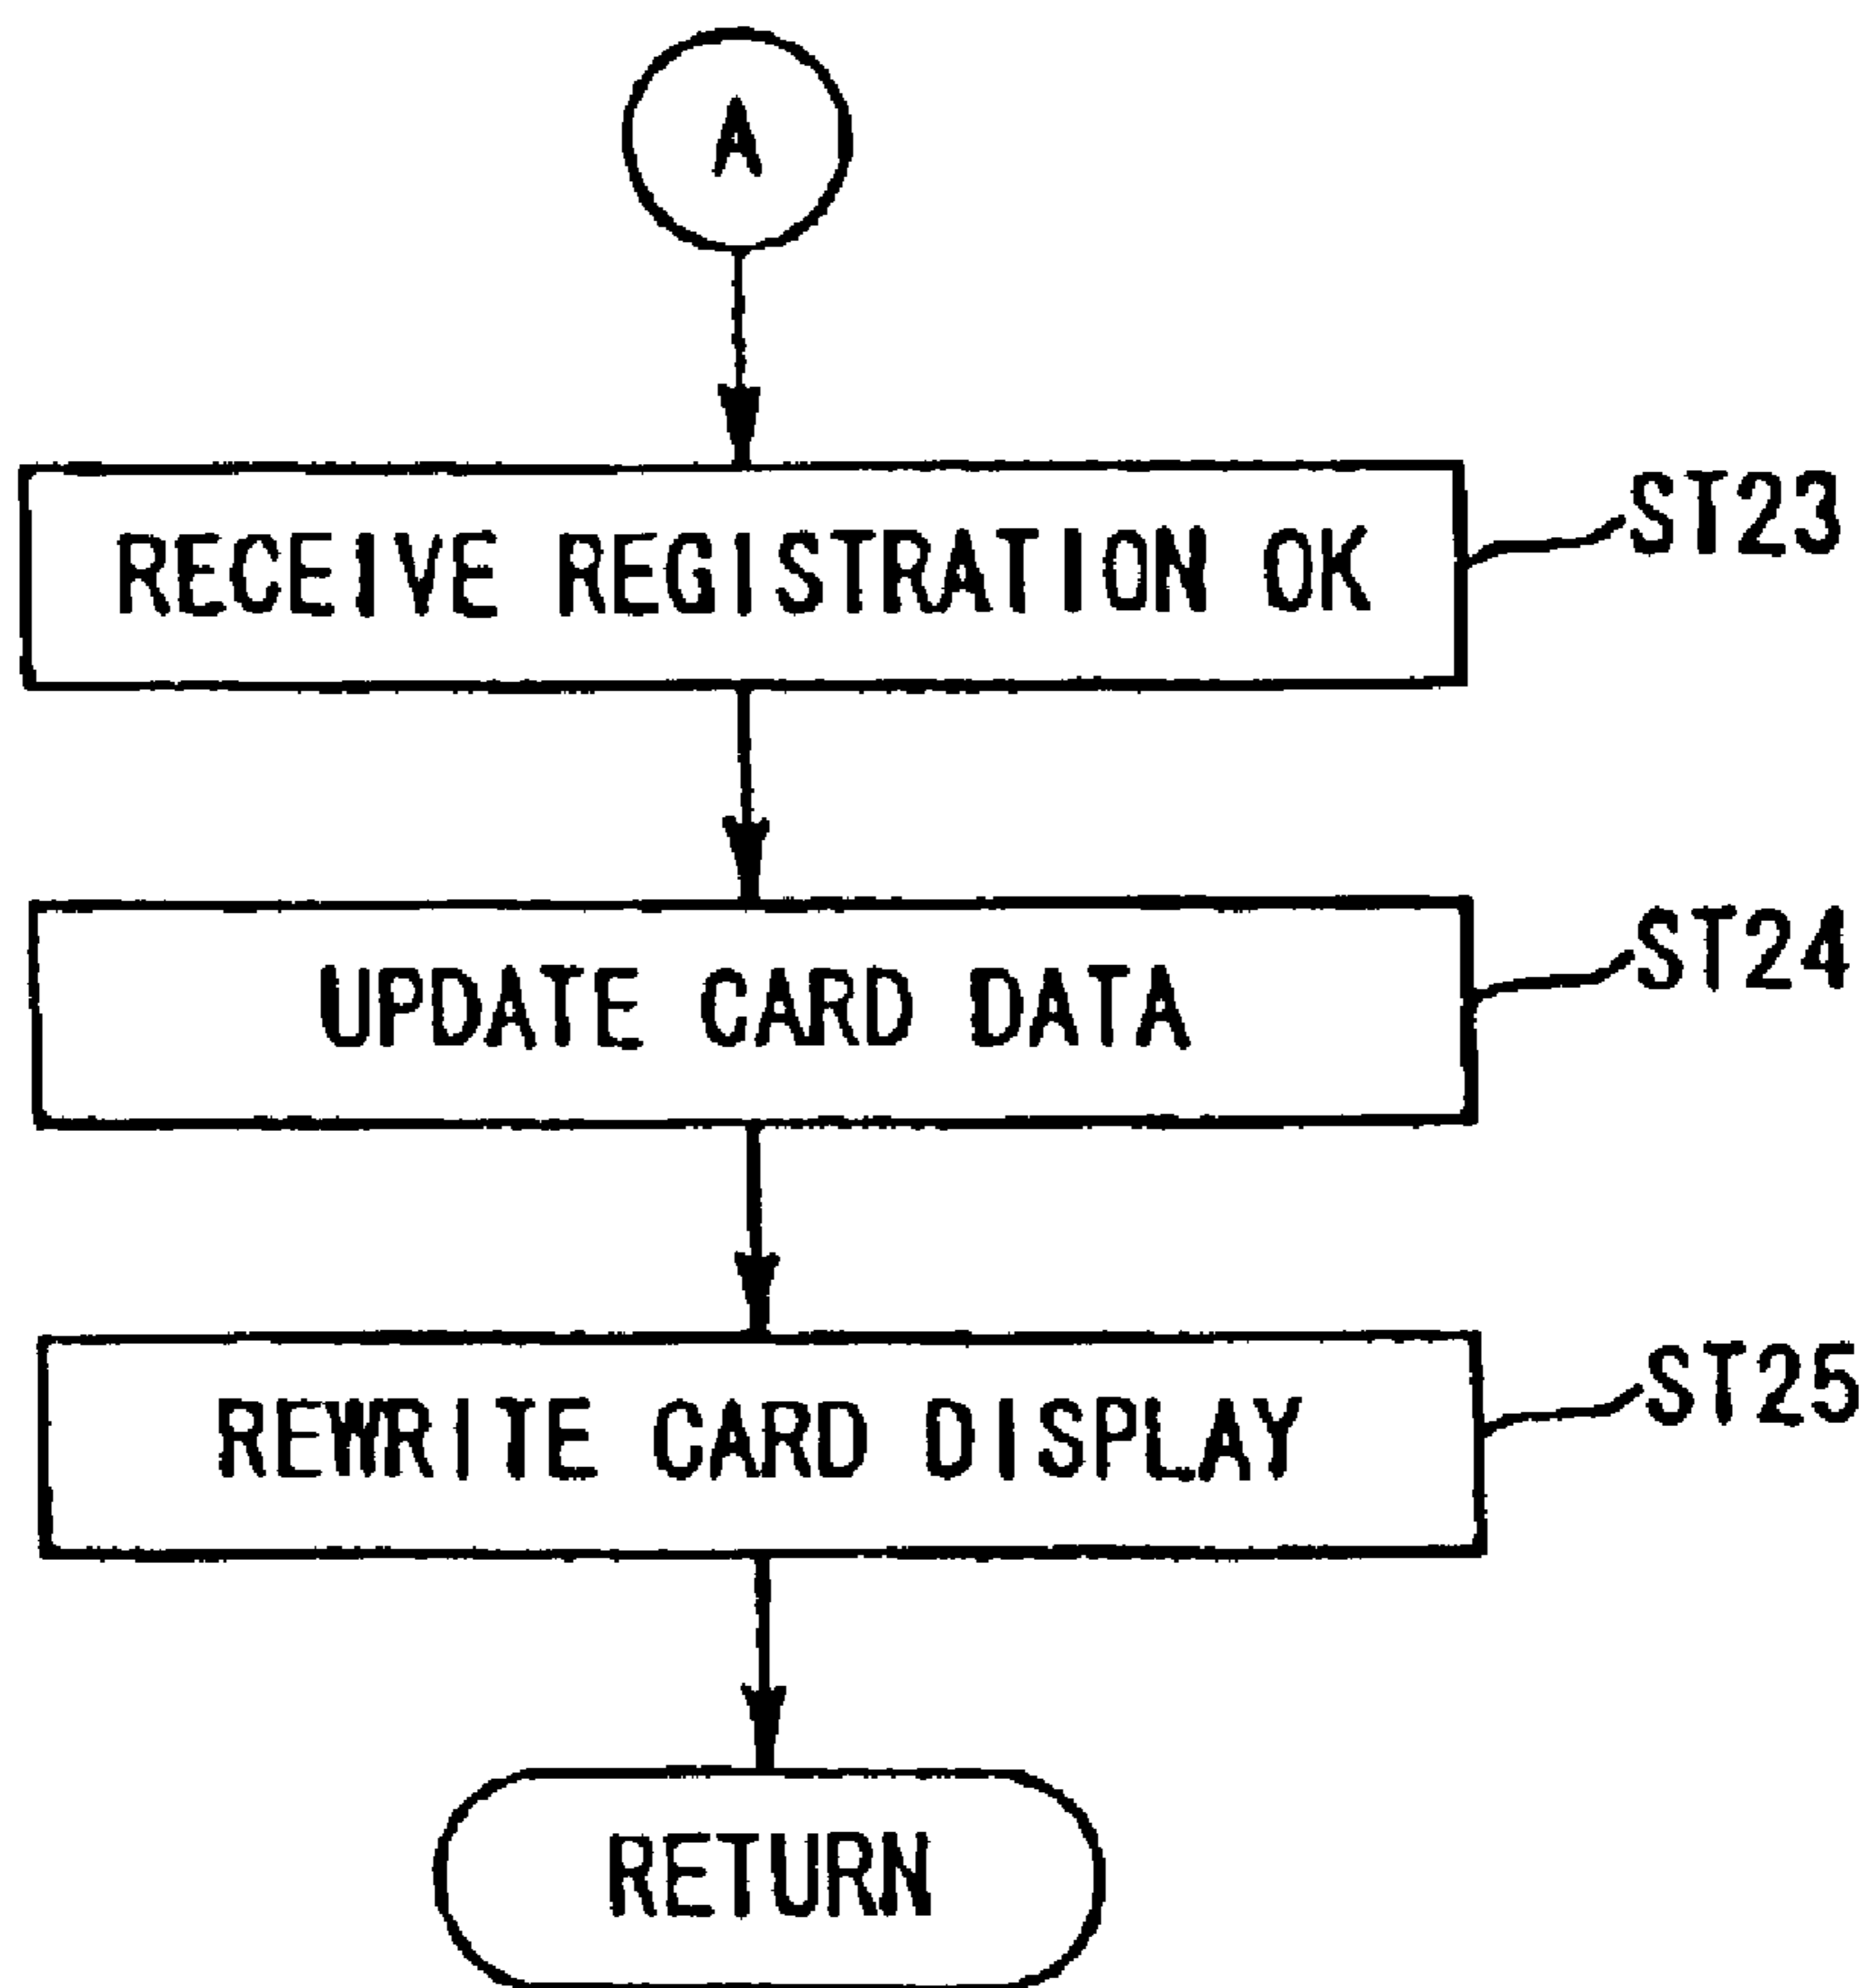 A
RECEIVE REGISTRATION OK
ST23
UPDATE CARD DATA
ST24
REWRITE CARD DISPLAY
ST25
RETURN